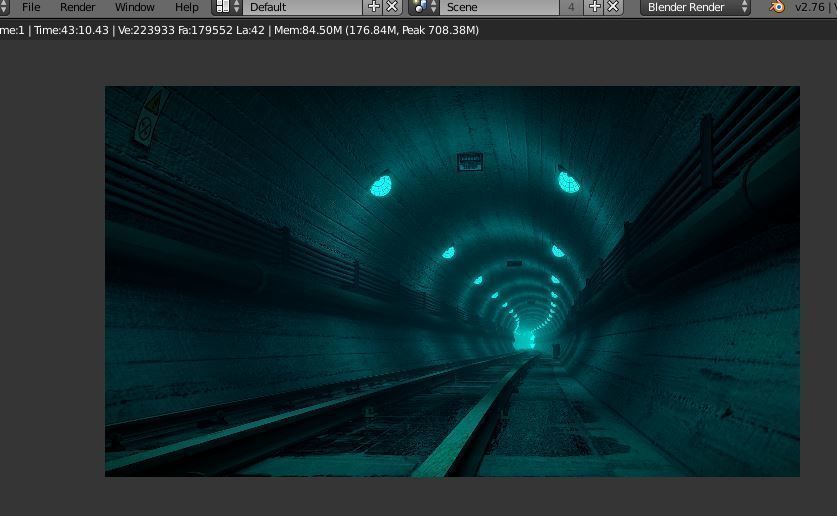 File Render Window Help Default Scene 4 Blender Render v2.76 |
me:1 | Time:43:10.43 | Ve:223933 Fa:179552 La:42 | Mem:84.50M (176.84M, Peak 708.38M)